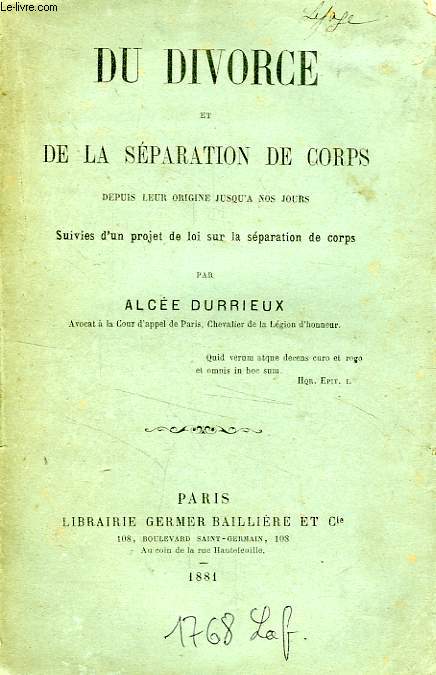 Le-livre.com
DU DIVORCE
ET
DE LA SÉPARATION DE CORPS
DEPUIS LEUR ORIGINE JUSQU'A NOS JOURS
Suivies d'un projet de loi sur la séparation de corps
PAR
ALCÉE DURRIEUX
Avocat à la Cour d'appel de Paris, Chevalier de la Légion d'honneur.
Quid verum atque decens curo et rogo
et omnis in hoc sum.
HOR. EPIT. I.
PARIS
LIBRAIRIE GERMER BAILLIÈRE ET Cie
108, BOULEVARD SAINT-GERMAIN, 108
Au coin de la rue Hautefeuille.
1881
1768 Laf.